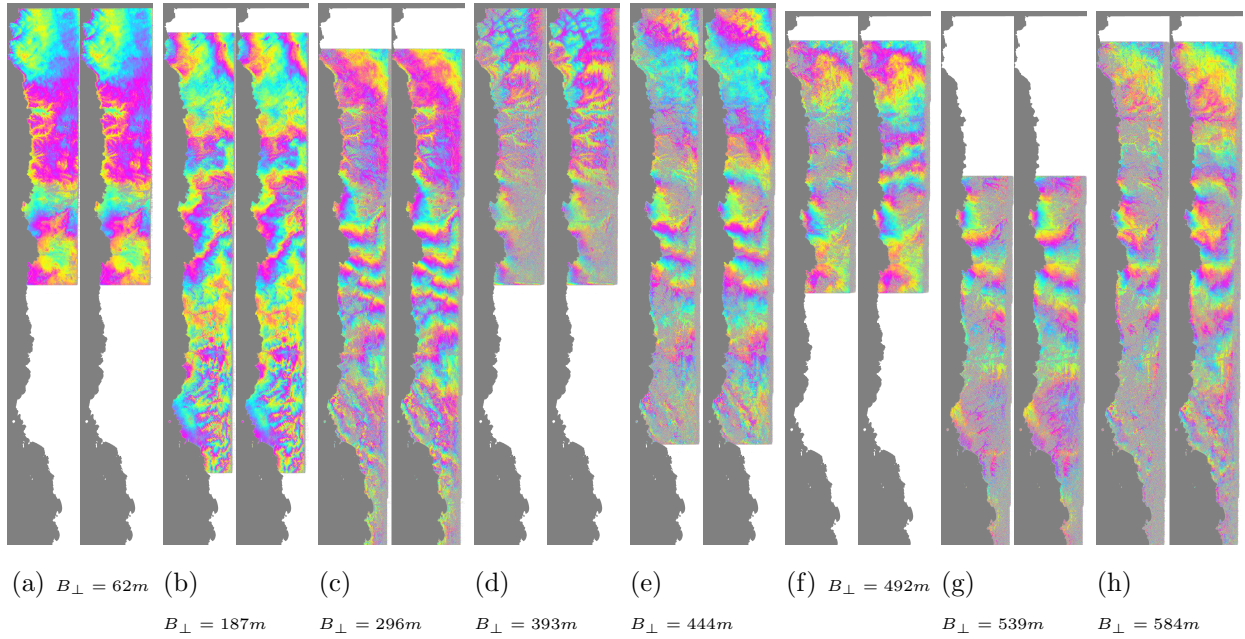 (a) B⊥ = 62m (b) (c) (d) (e) (f) B⊥ = 492m (g) (h)
B⊥ = 187m B⊥ = 296m B⊥ = 393m B⊥ = 444m B⊥ = 539m B⊥ = 584m